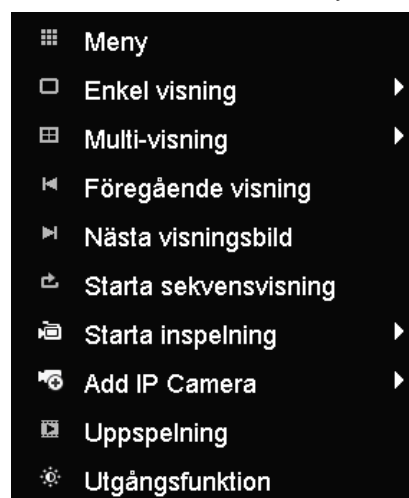 Meny
Enkel visning
Multi-visning
Föregående visning
Nästa visningsbild
Starta sekvensvisning
Starta inspelning
Add IP Camera
Uppspelning
Utgångsfunktion